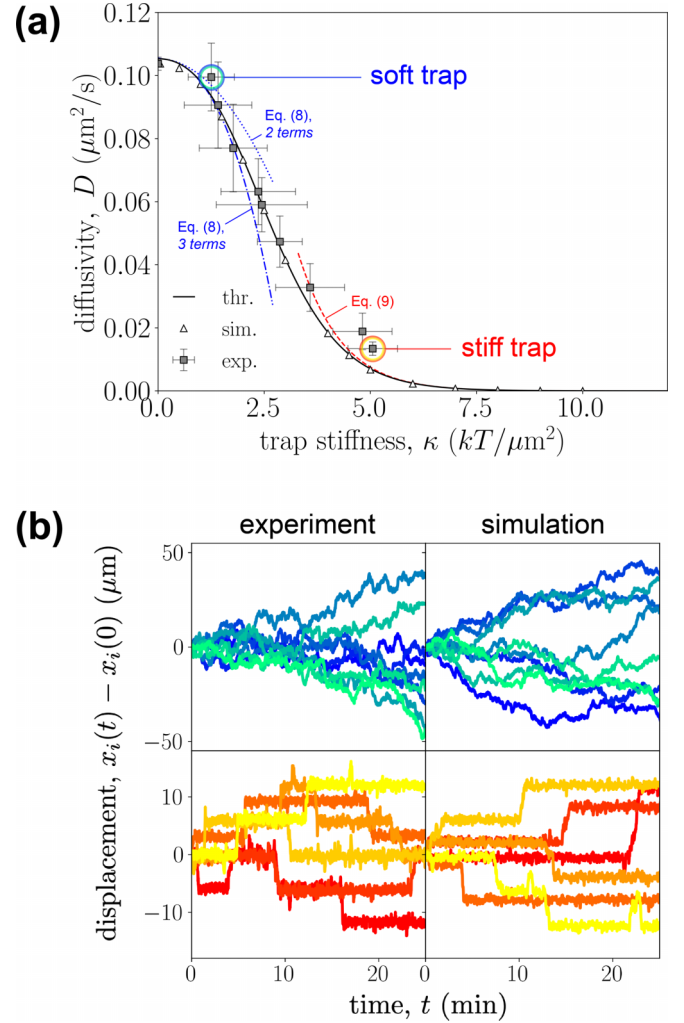 (a)
0.12
0.10
0.08
0.06
0.04
0.02
0.00
diffusivity, D (μm²/s)
soft trap
Eq. (8),
2 terms
Eq. (8),
3 terms
Eq. (9)
thr.
sim.
exp.
stiff trap
0.0
2.5
5.0
7.5
10.0
trap stiffness, κ (kT/μm²)
(b)
experiment
simulation
displacement, xᵢ(t) − xᵢ(0) (μm)
50
0
−50
10
0
−10
0
10
20
0
10
20
time, t (min)